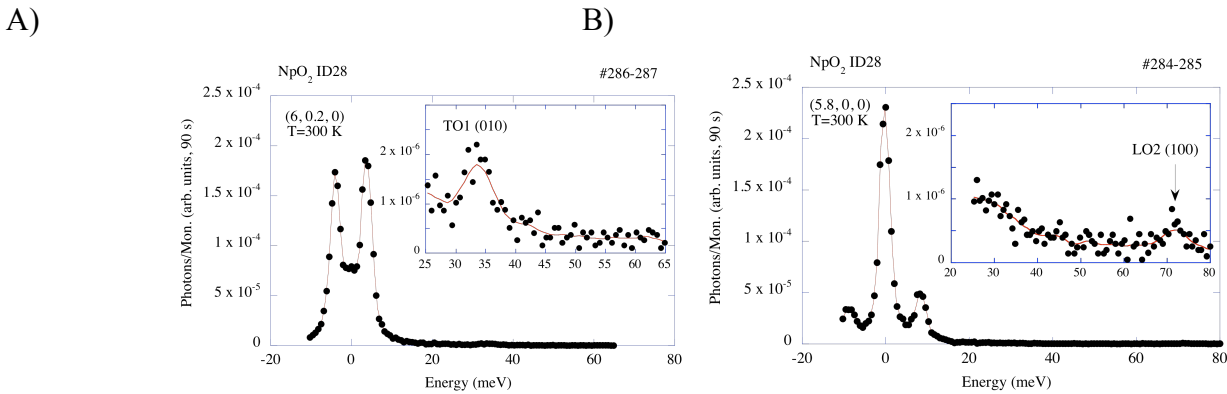 A)
B)
NpO₂ ID28
#286-287
2.5 x 10⁻⁴
2 x 10⁻⁴
1.5 x 10⁻⁴
1 x 10⁻⁴
5 x 10⁻⁵
0
-20
0
20
40
60
80
Photons/Mon. (arb. units, 90 s)
Energy (meV)
(6, 0.2, 0)
T=300 K
TO1 (010)
2 x 10⁻⁶
1 x 10⁻⁶
0
25
30
35
40
45
50
55
60
65
NpO₂ ID28
#284-285
2.5 x 10⁻⁴
2 x 10⁻⁴
1.5 x 10⁻⁴
1 x 10⁻⁴
5 x 10⁻⁵
0
-20
0
20
40
60
80
Photons/Mon. (arb. units, 90 s)
Energy (meV)
(5.8, 0, 0)
T=300 K
LO2 (100)
2 x 10⁻⁶
1 x 10⁻⁶
0
20
30
40
50
60
70
80